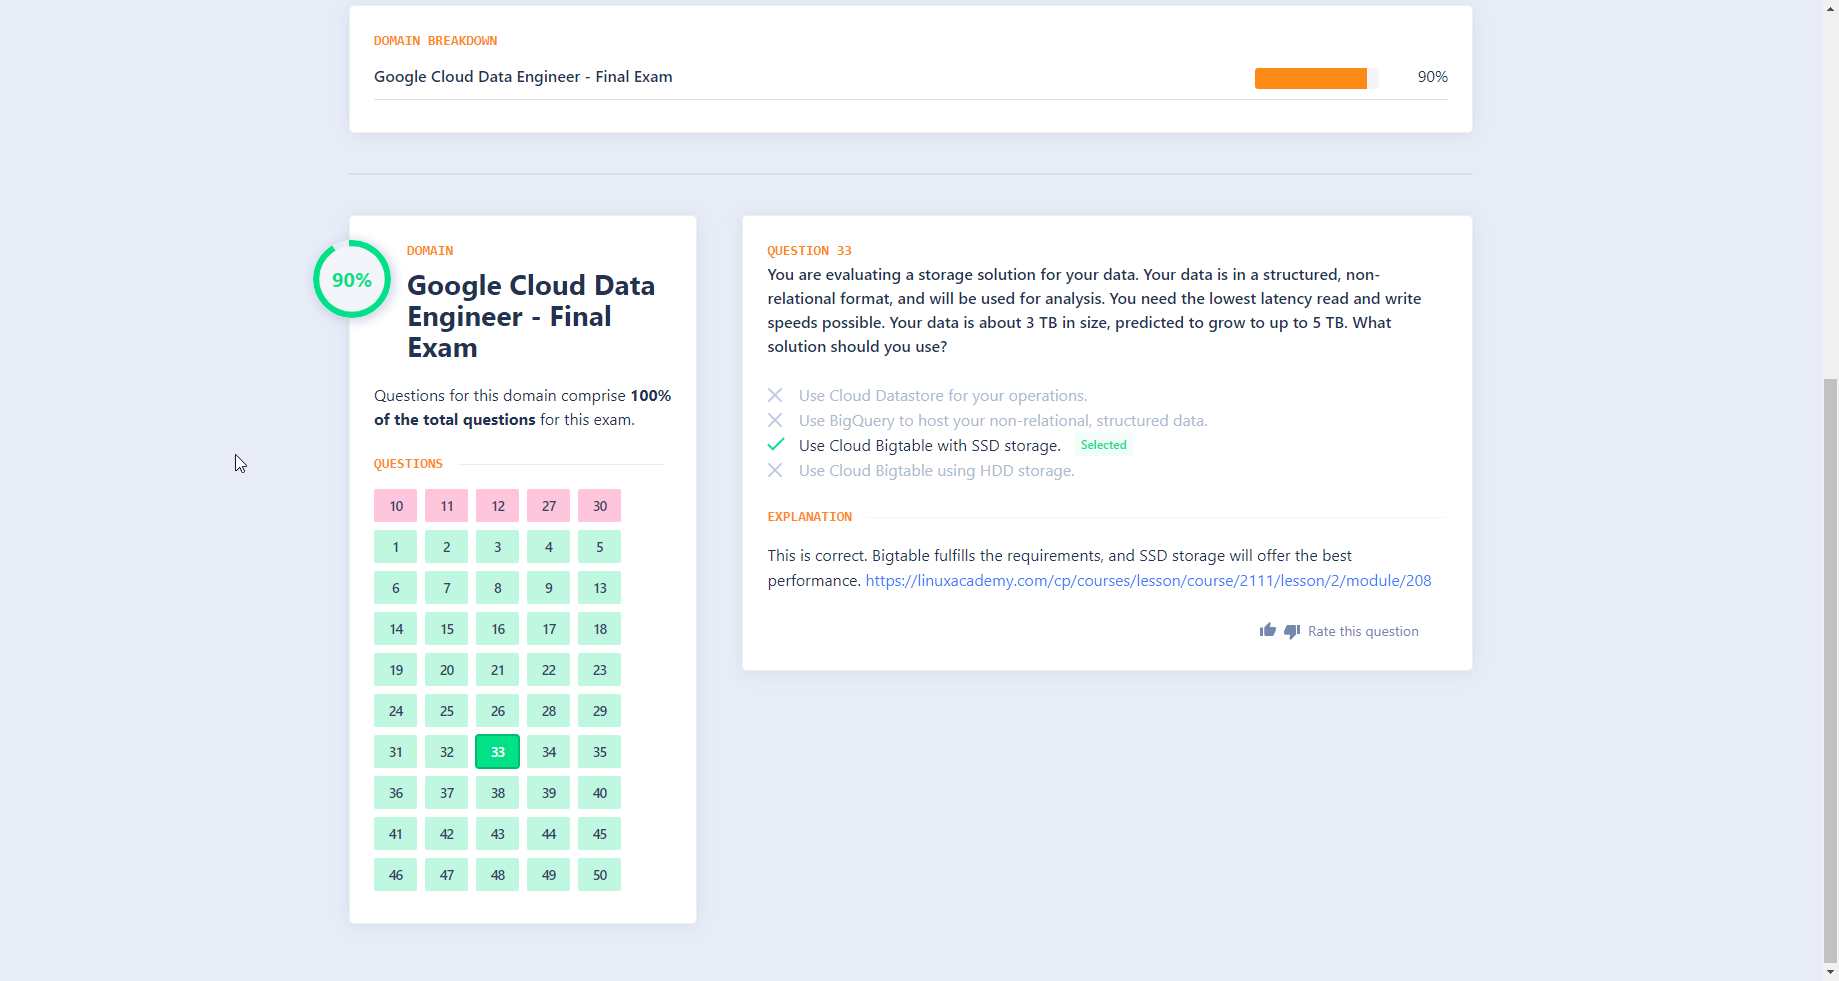 DOMAIN BREAKDOWN
Google Cloud Data Engineer - Final Exam 90%
90%
DOMAIN
Google Cloud Data
Engineer - Final
Exam
Questions for this domain comprise 100%
of the total questions for this exam.
QUESTIONS
10 11 12 27 30
1 2 3 4 5
6 7 8 9 13
14 15 16 17 18
19 20 21 22 23
24 25 26 28 29
31 32 33 34 35
36 37 38 39 40
41 42 43 44 45
46 47 48 49 50
QUESTION 33
You are evaluating a storage solution for your data. Your data is in a structured, non-
relational format, and will be used for analysis. You need the lowest latency read and write
speeds possible. Your data is about 3 TB in size, predicted to grow to up to 5 TB. What
solution should you use?
Use Cloud Datastore for your operations.
Use BigQuery to host your non-relational, structured data.
Use Cloud Bigtable with SSD storage. Selected
Use Cloud Bigtable using HDD storage.
EXPLANATION
This is correct. Bigtable fulfills the requirements, and SSD storage will offer the best
performance. https://linuxacademy.com/cp/courses/lesson/course/2111/lesson/2/module/208
Rate this question